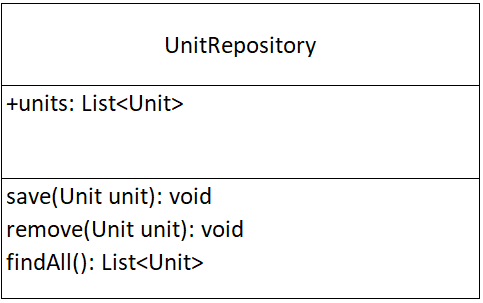 UnitRepository
+units: List<Unit>
save(Unit unit): void
remove(Unit unit): void
findAll(): List<Unit>